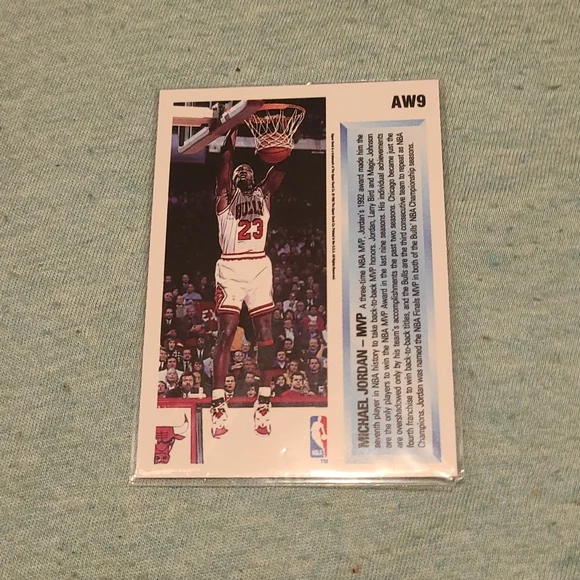 AW9
MICHAEL JORDAN – MVP A three-time NBA MVP, Jordan's 1992 award made him the
seventh player in NBA history to take back-to-back MVP honors. Jordan, Larry Bird and Magic Johnson
are the only players to win the NBA MVP Award in the last nine seasons. His individual achievements
are overshadowed only by his team's accomplishments the past two seasons. Chicago became just the
fourth franchise to win back-to-back titles, and the Bulls are the third consecutive team to repeat as NBA
Champions. Jordan was named the NBA Finals MVP in both of the Bulls' NBA Championship seasons.
BULLS
23
NBA
TM